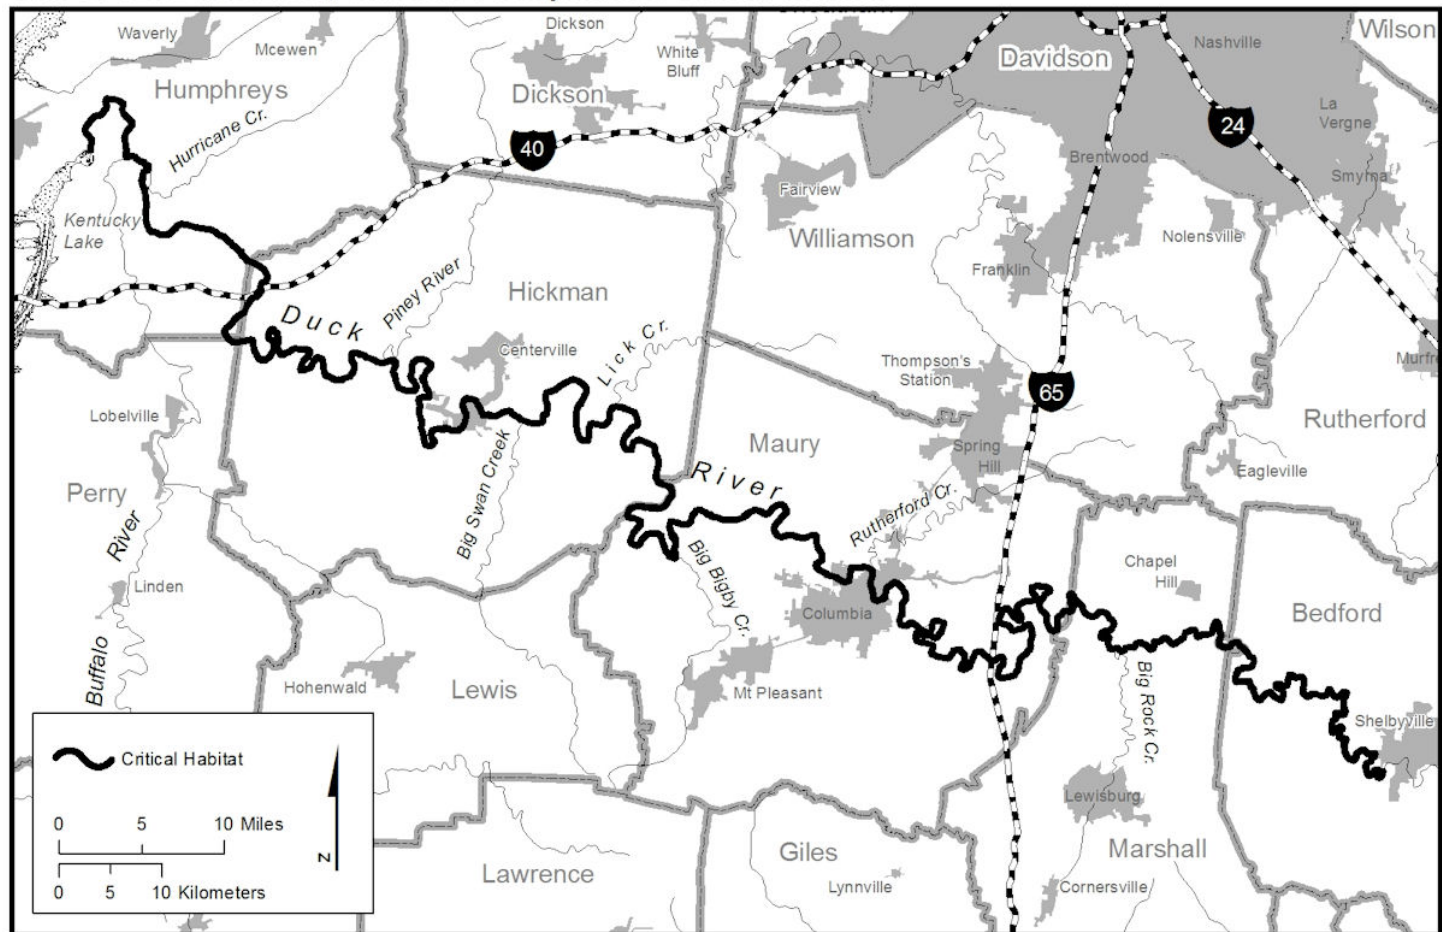 Waverly
Mcewen
Dickson
White
Bluff
Wilson
Nashville
Davidson
Humphreys
Dickson
La
Vergne
24
40
Hurricane Cr.
Brentwood
Smyrna
Fairview
Kentucky
Lake
Williamson
Nolensville
Franklin
Piney River
Hickman
Duck
Centerville
Lick Cr.
Thompson's
Station
65
Lobelville
Rutherford
Maury
Spring
Hill
Eagleville
Perry
River
Big Swan Creek
Rutherford Cr.
River
Big Bigby Cr.
Chapel
Hill
Linden
Columbia
Bedford
Buffalo
Hohenwald
Lewis
Mt Pleasant
Big Rock Cr.
Shelbyville
Critical Habitat
Lewisburg
0 5 10 Miles
0 5 10 Kilometers
N
Lawrence
Giles
Marshall
Lynnville
Cornersville